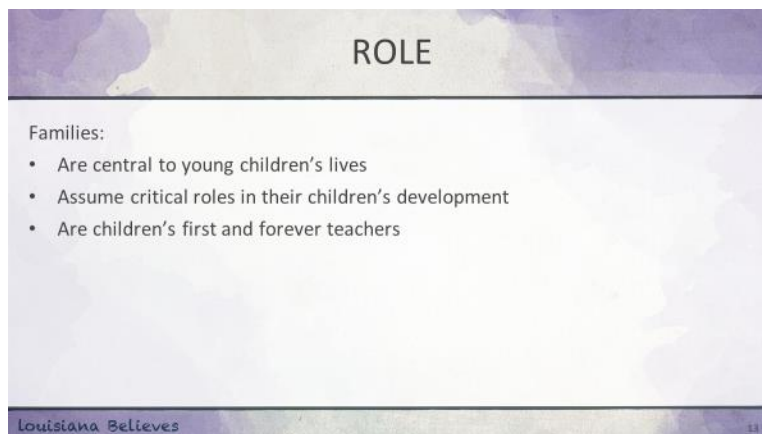 ROLE
Families:
• Are central to young children’s lives
• Assume critical roles in their children’s development
• Are children’s first and forever teachers
Louisiana Believes